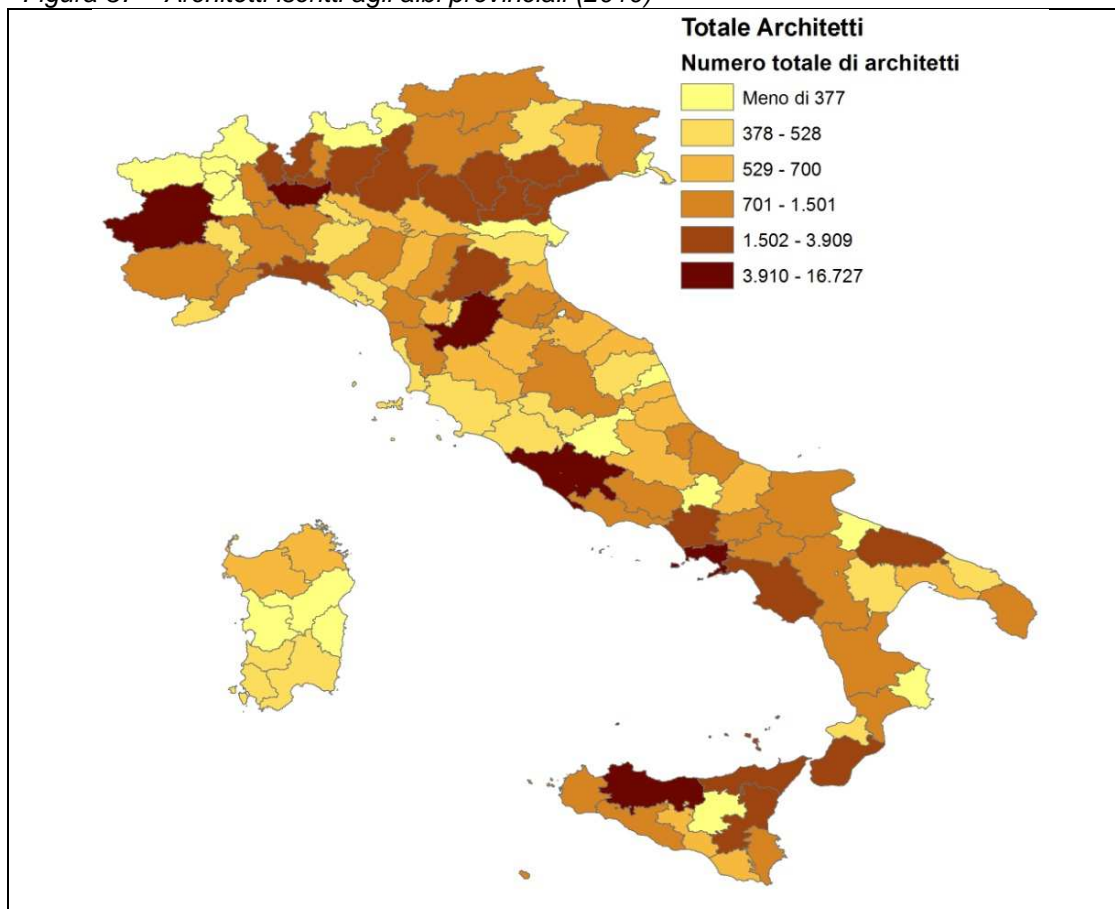 Totale Architetti
Numero totale di architetti
Meno di 377
378 - 528
529 - 700
701 - 1.501
1.502 - 3.909
3.910 - 16.727